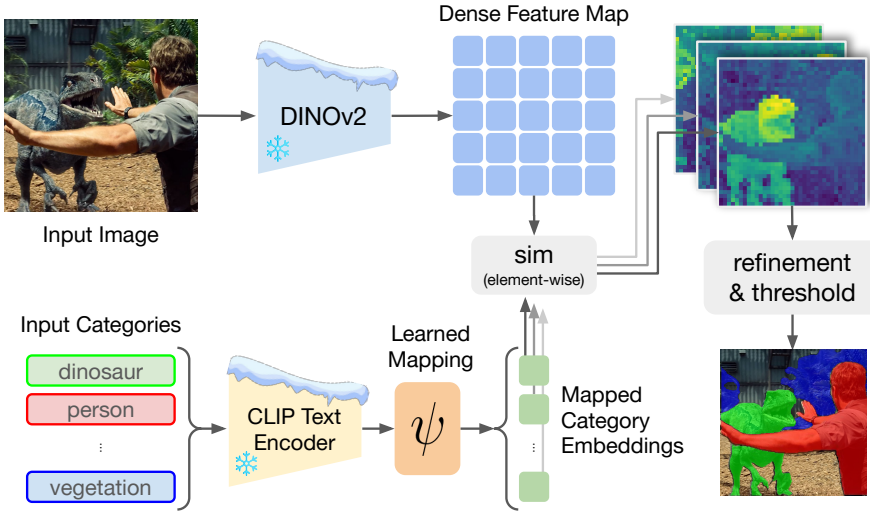 Dense Feature Map
DINOv2
Input Image
sim
(element-wise)
refinement
& threshold
Input Categories
dinosaur
person
...
vegetation
CLIP Text
Encoder
Learned
Mapping
ψ
...
Mapped
Category
Embeddings